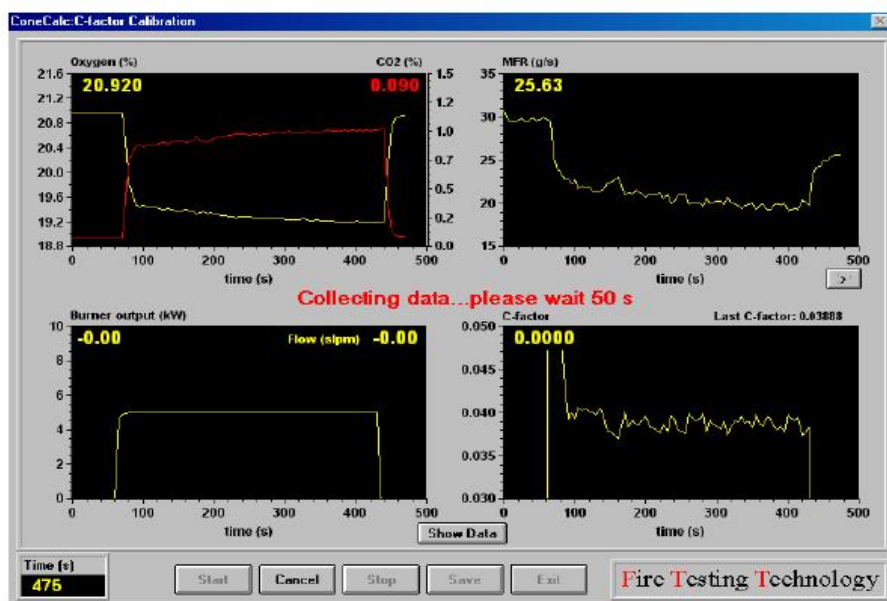 ConeCalc:C-factor Calibration
Oxygen (%) CO2 (%)
20.920 0.090
21.6
21.2
20.8
20.4
20.0
19.6
19.2
18.8
1.5
1.2
1.0
0.7
0.5
0.2
0.0
0 100 200 300 400 500
time (s)
MFR (g/s)
25.63
35
30
25
20
15
0 100 200 300 400 500
time (s)
>
Collecting data...please wait 50 s
Burner output (kW)
-0.00 Flow (slpm) -0.00
10
8
6
4
2
0
0 100 200 300 400 500
time (s)
C-factor Last C-factor: 0.03888
0.0000
0.050
0.045
0.040
0.035
0.030
0 100 200 300 400 500
time (s)
Show Data
Time (s)
475
Start Cancel Stop Save Exit
Fire Testing Technology